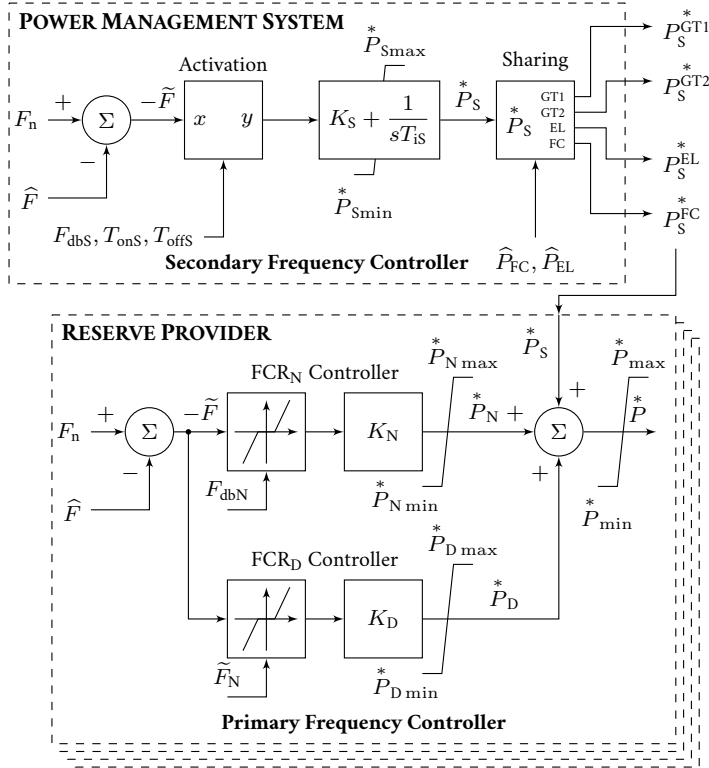 POWER MANAGEMENT SYSTEM
Activation
Sharing
F_n
+
Σ
−
−F̃
F̂
x
y
K_S + 1/(sT_iS)
*P_Smax
*P_Smin
*P_S
*P_S
GT1
GT2
EL
FC
*P_S^GT1
*P_S^GT2
*P_S^EL
*P_S^FC
F_dbS, T_onS, T_offS
P̂_FC, P̂_EL
Secondary Frequency Controller
RESERVE PROVIDER
*P_S
FCR_N Controller
F_n
+
Σ
−
−F̃
F̂
F_dbN
K_N
*P_N max
*P_N min
*P_N
+
+
+
Σ
*P_max
*P
*P_min
FCR_D Controller
F̃_N
K_D
*P_D max
*P_D min
*P_D
Primary Frequency Controller